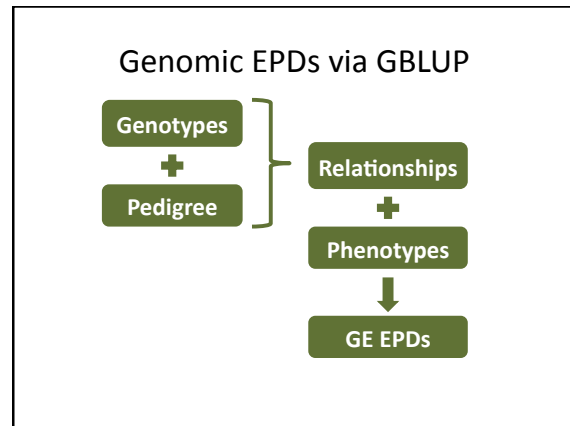 Genomic EPDs via GBLUP
Genotypes
+
Pedigree
Relationships
+
Phenotypes
GE EPDs